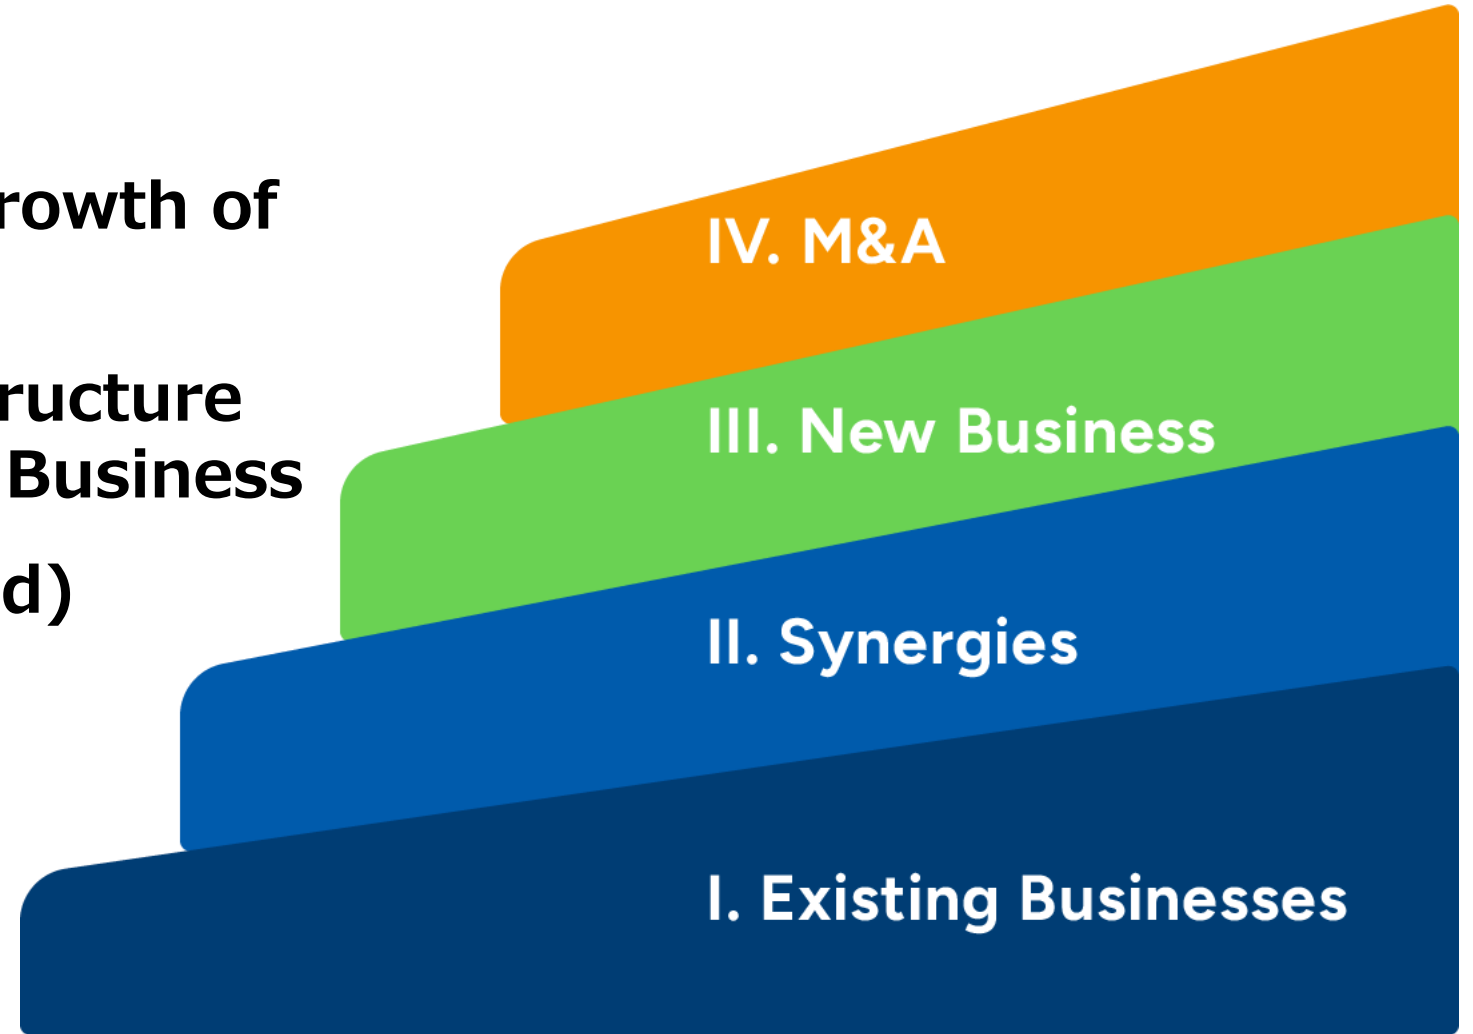 rowth of
ructure
Business
d)
IV. M&A
III. New Business
II. Synergies
I. Existing Businesses